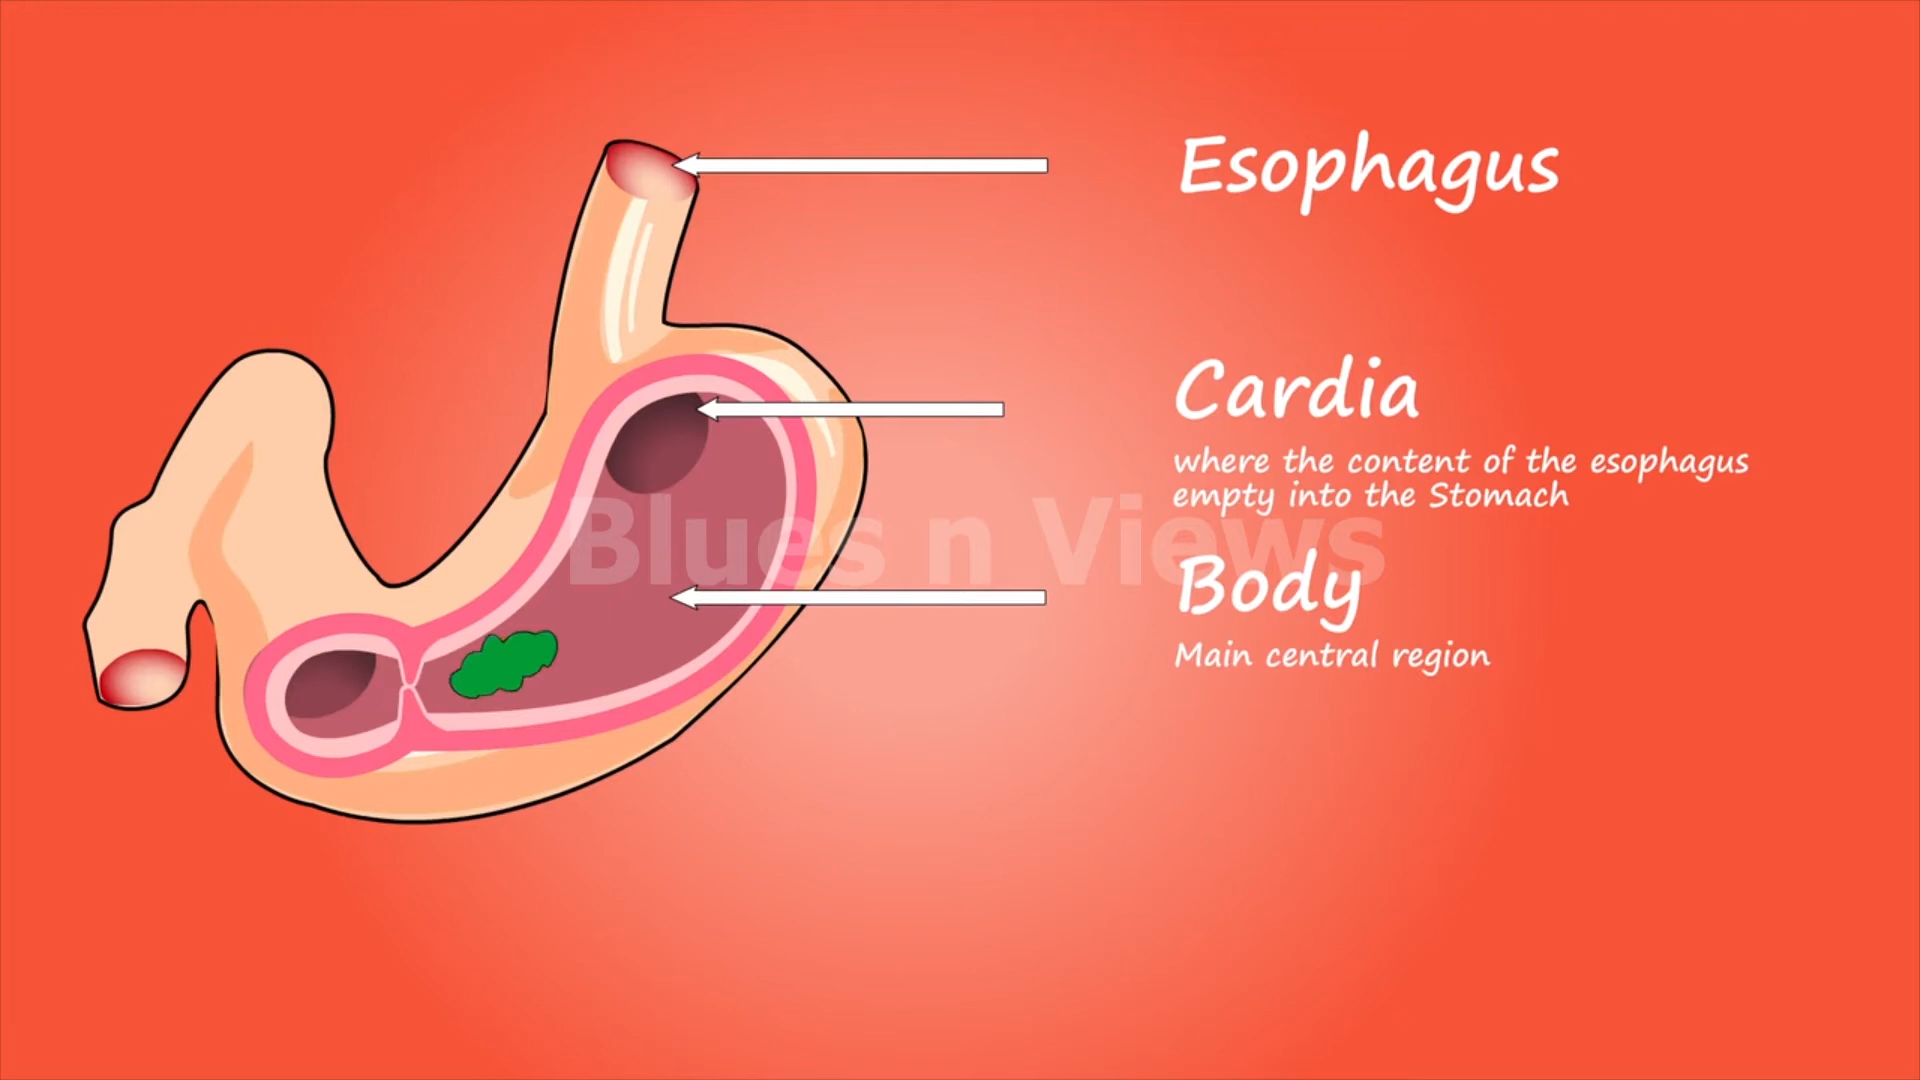 Esophagus
Cardia
where the content of the esophagus
empty into the Stomach
Blues n Views
Body
Main central region